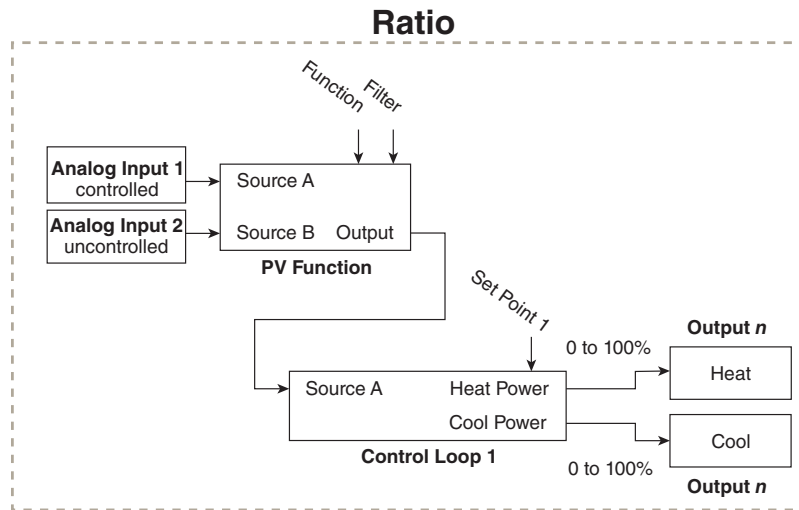 Ratio
Function
Filter
Analog Input 1
controlled
Source A
Analog Input 2
uncontrolled
Source B Output
PV Function
Set Point 1
Output n
0 to 100%
Source A Heat Power
Heat
Cool Power
Cool
Control Loop 1
0 to 100%
Output n